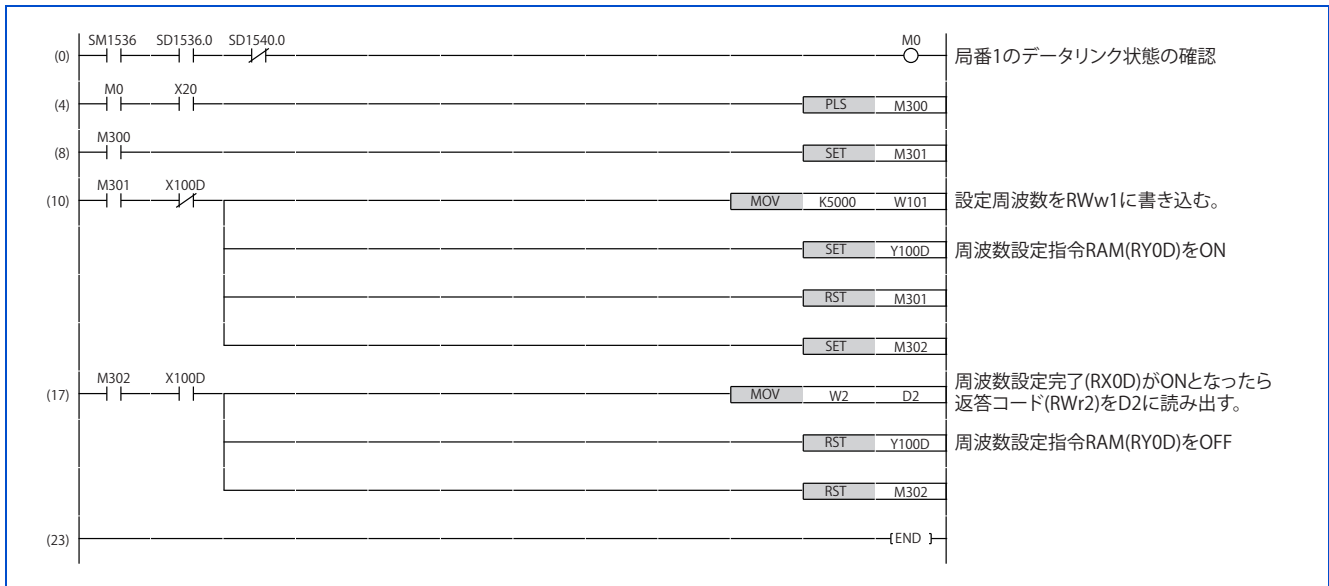 SM1536 SD1536.0 SD1540.0 M0
(0) 局番1のデータリンク状態の確認
M0 X20
(4) PLS M300
M300
(8) SET M301
M301 X100D
(10) MOV K5000 W101 設定周波数をRWw1に書き込む。
SET Y100D 周波数設定指令RAM(RY0D)をON
RST M301
SET M302
M302 X100D
(17) MOV W2 D2 周波数設定完了(RX0D)がONとなったら
返答コード(RWr2)をD2に読み出す。
RST Y100D 周波数設定指令RAM(RY0D)をOFF
RST M302
(23) END